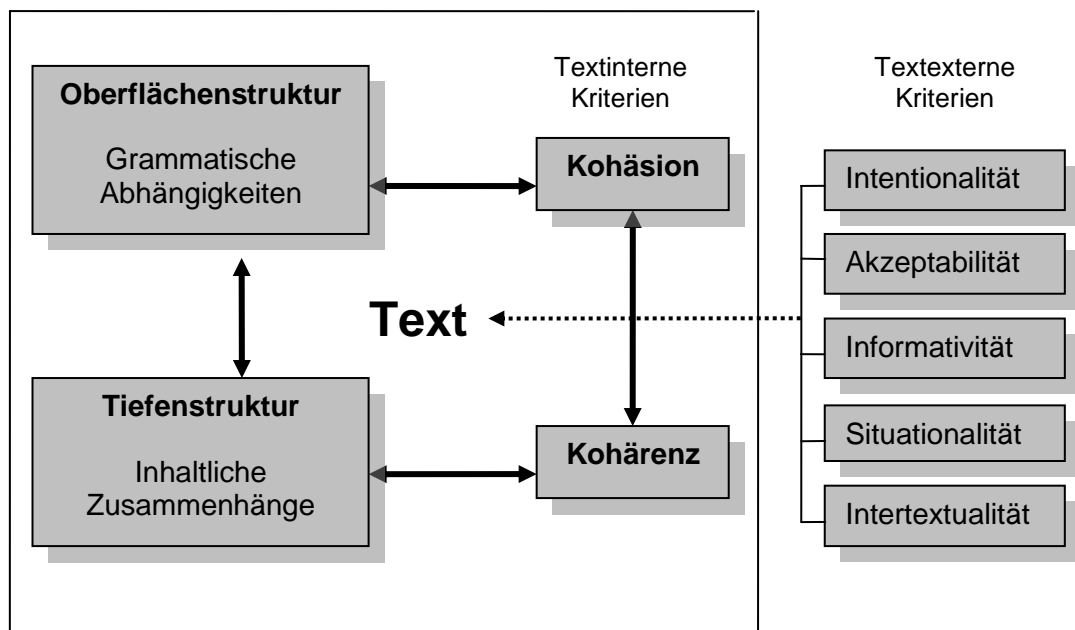 Oberflächenstruktur
Grammatische
Abhängigkeiten
Textinterne
Kriterien
Kohäsion
Text
Tiefenstruktur
Inhaltliche
Zusammenhänge
Kohärenz
Textexterne
Kriterien
Intentionalität
Akzeptabilität
Informativität
Situationalität
Intertextualität